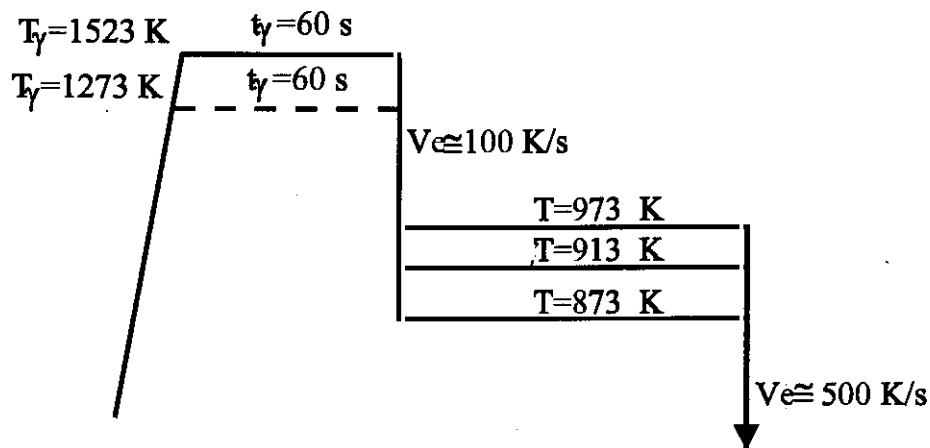 Tγ=1523 K
tγ=60 s
Tγ=1273 K
tγ=60 s
Ve≅100 K/s
T=973 K
T=913 K
T=873 K
Ve≅ 500 K/s